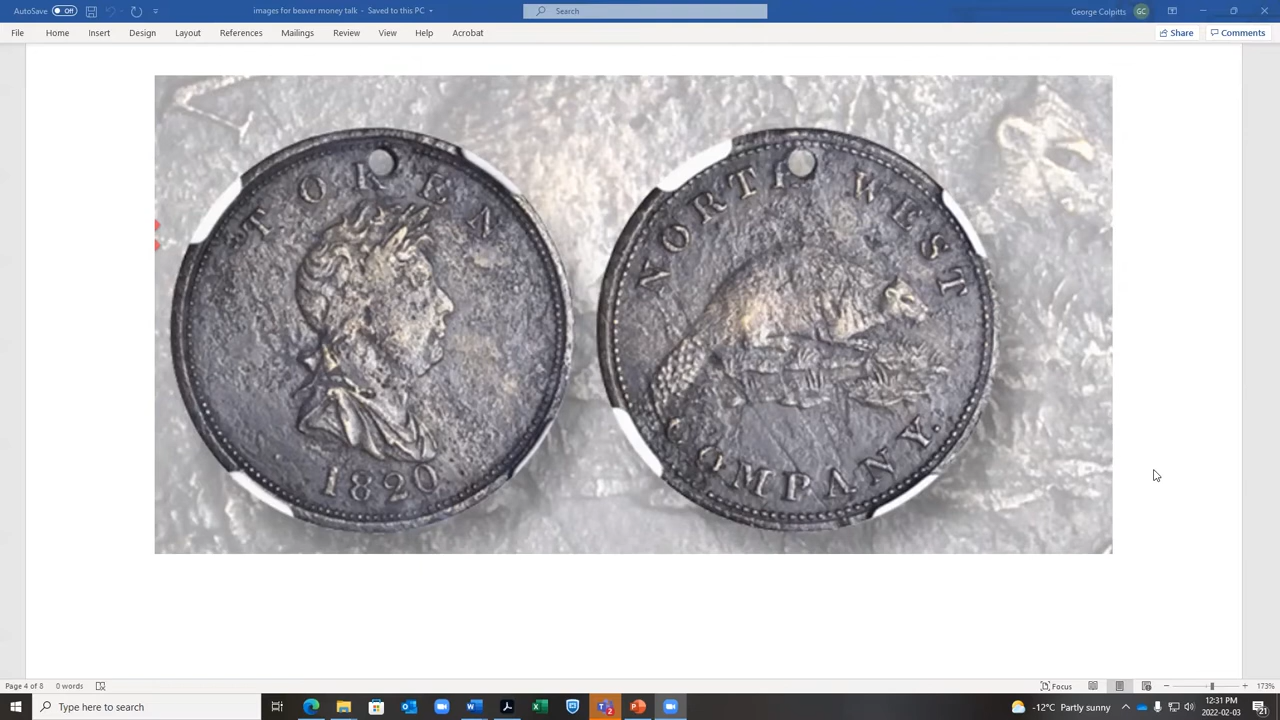 AutoSave Off
images for beaver money talk - Saved to this PC
Search
George Colpitts GC
File Home Insert Design Layout References Mailings Review View Help Acrobat
Share Comments
TOKEN
1820
NORTH WEST
COMPANY.
Page 4 of 8 0 words
Focus
173%
Type here to search
2
-12°C Partly sunny
12:31 PM
2022-02-03
21